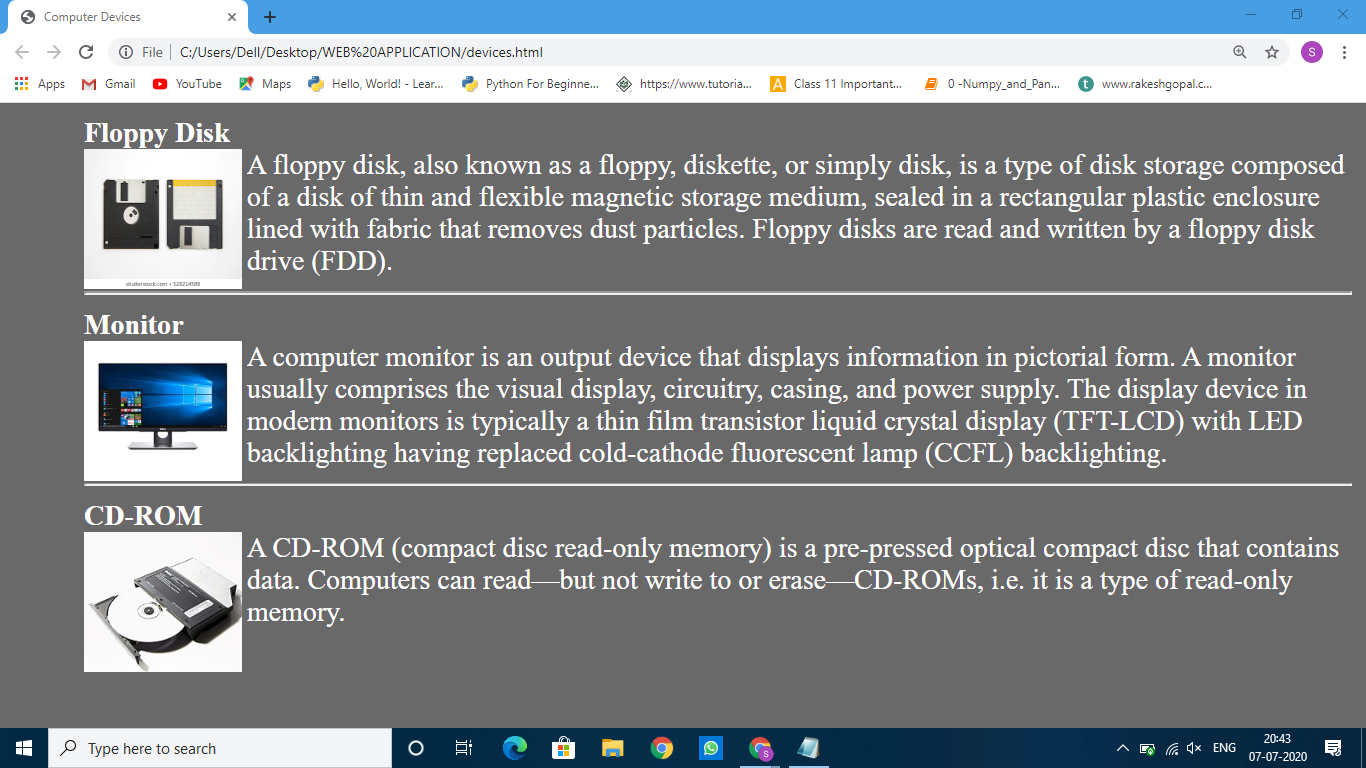 Computer Devices
File C:/Users/Dell/Desktop/WEB%20APPLICATION/devices.html
S
Apps Gmail YouTube Maps Hello, World! - Lear... Python For Beginne... https://www.tutoria... A Class 11 Important... 0 -Numpy_and_Pan... t www.rakeshgopal.c...
Floppy Disk
A floppy disk, also known as a floppy, diskette, or simply disk, is a type of disk storage composed
of a disk of thin and flexible magnetic storage medium, sealed in a rectangular plastic enclosure
lined with fabric that removes dust particles. Floppy disks are read and written by a floppy disk
drive (FDD).
shutterstock.com • 528214588
Monitor
A computer monitor is an output device that displays information in pictorial form. A monitor
usually comprises the visual display, circuitry, casing, and power supply. The display device in
modern monitors is typically a thin film transistor liquid crystal display (TFT-LCD) with LED
backlighting having replaced cold-cathode fluorescent lamp (CCFL) backlighting.
CD-ROM
A CD-ROM (compact disc read-only memory) is a pre-pressed optical compact disc that contains
data. Computers can read—but not write to or erase—CD-ROMs, i.e. it is a type of read-only
memory.
Type here to search
S
ENG
20:43
07-07-2020